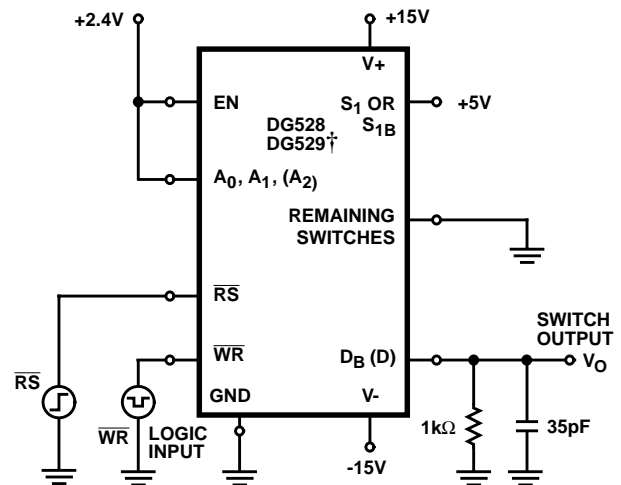 +2.4V
+15V
V+
EN
S1 OR
S1B
+5V
DG528
DG529†
A0, A1, (A2)
REMAINING
SWITCHES
RS
WR
DB (D)
SWITCH
OUTPUT
VO
RS
GND
V-
WR
LOGIC
INPUT
1kΩ
35pF
-15V